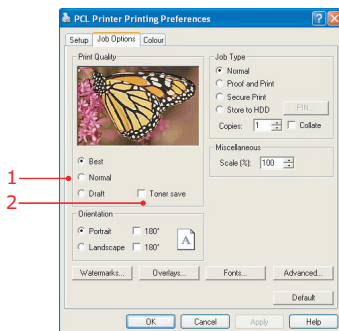 PCL Printer Printing Preferences
Setup Job Options Colour
Print Quality
Best
Normal
Draft
Toner save
1
2
Orientation
Portrait 180°
Landscape 180°
A
Job Type
Normal
Proof and Print
Secure Print
Store to HDD
PIN...
Copies: 1 Collate
Miscellaneous
Scale (%): 100
Watermarks... Overlays... Fonts... Advanced...
Default
OK Cancel Apply Help